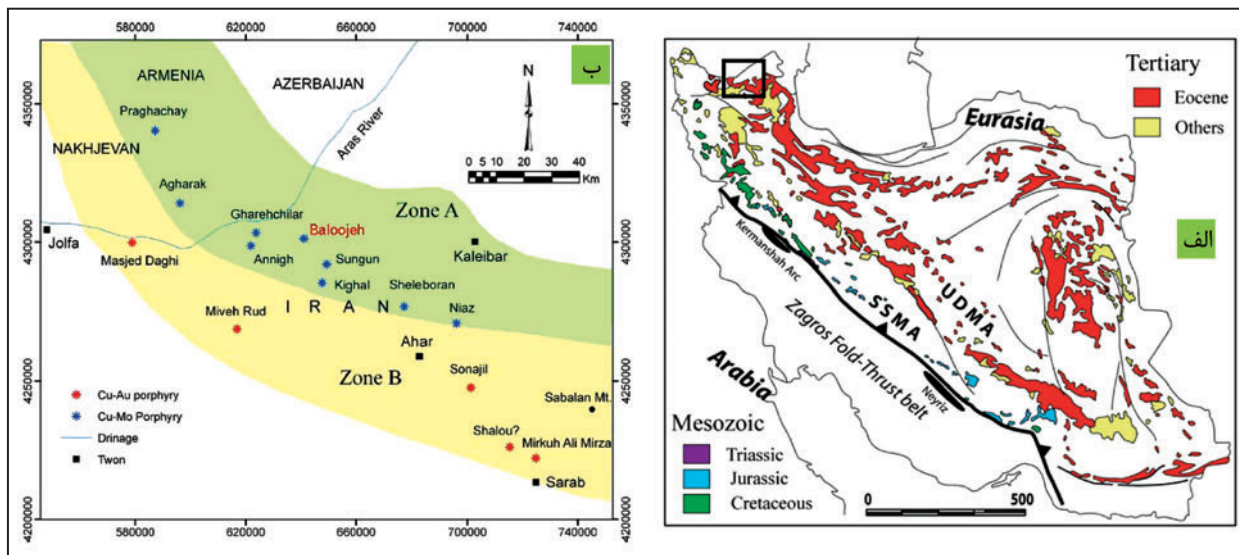 580000 620000 660000 7000000 740000
ب
ARMENIA
AZERBAIJAN
N
4350000
4350000
Praghachay
NAKHJEVAN
Aras River
0 5 10 20 30 40
Km
Agharak
Zone A
Gharehchilar
Baloojeh
4300000
4300000
Jolfa
Masjed Daghi
Annigh
Kaleibar
Sungun
Kighal
Sheleboran
I R A N
Niaz
Miveh Rud
Ahar
Zone B
Sonajil
4250000
4250000
Sabalan Mt.
Cu-Au porphyry
Cu-Mo Porphyry
Drinage
Twon
Shalou?
Mirkuh Ali Mirza
Sarab
4200000
4200000
580000 620000 660000 7000000 740000
Tertiary
Eocene
Others
Eurasia
الف
Kermanshah Arc
UDMA
SSMA
Zagros Fold-Thrust belt
Arabia
Neyriz
Mesozoic
Triassic
Jurassic
Cretaceous
0 500